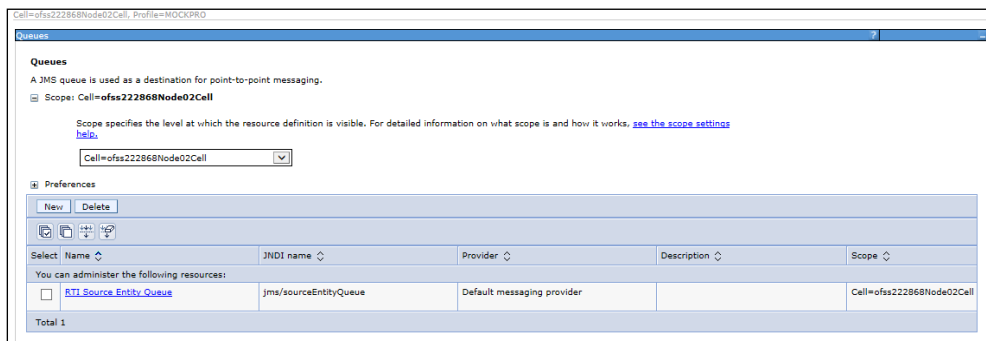 Cell=ofss222868Node02Cell, Profile=MOCKPRO
Queues ? _
Queues
A JMS queue is used as a destination for point-to-point messaging.
Scope: Cell=ofss222868Node02Cell
Scope specifies the level at which the resource definition is visible. For detailed information on what scope is and how it works, see the scope settings
help.
Cell=ofss222868Node02Cell
Preferences
New Delete
Select Name JNDI name Provider Description Scope
You can administer the following resources:
RTI Source Entity Queue jms/sourceEntityQueue Default messaging provider Cell=ofss222868Node02Cell
Total 1